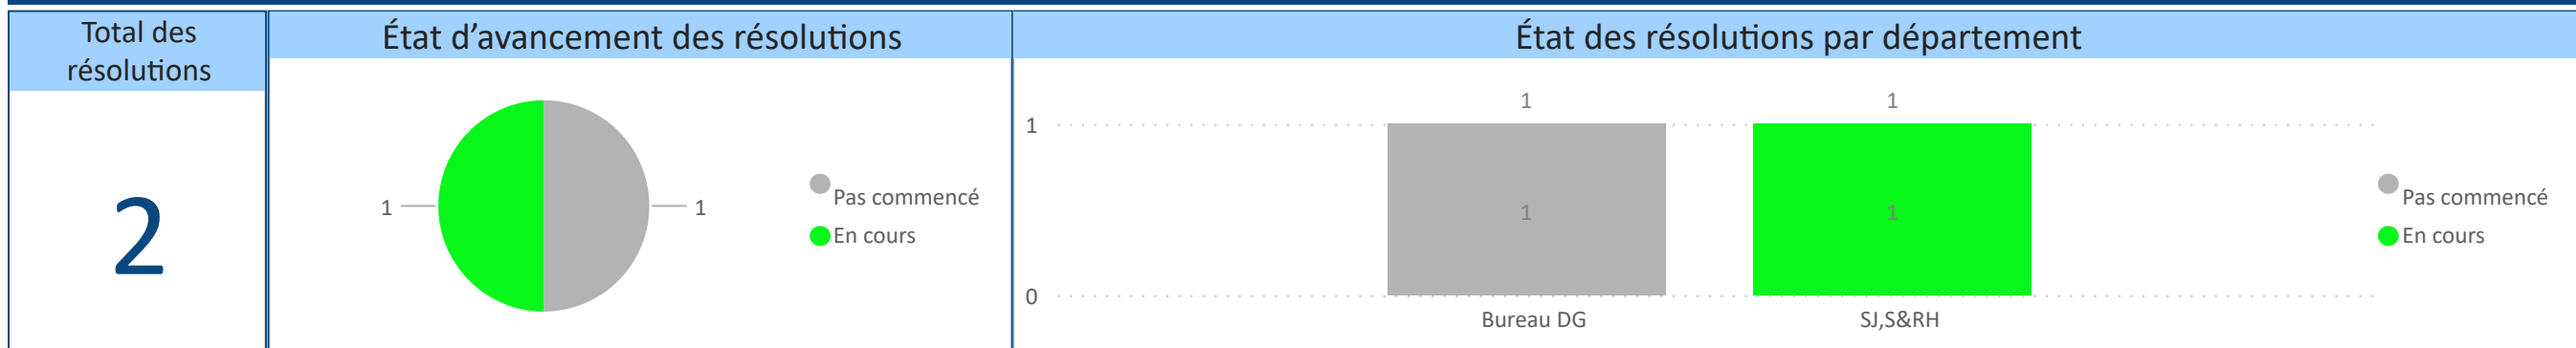 Total des
résolutions
2
État d'avancement des résolutions
1
1
Pas commencé
En cours
État des résolutions par département
1
0
1
1
1
1
Bureau DG
SJ,S&RH
Pas commencé
En cours